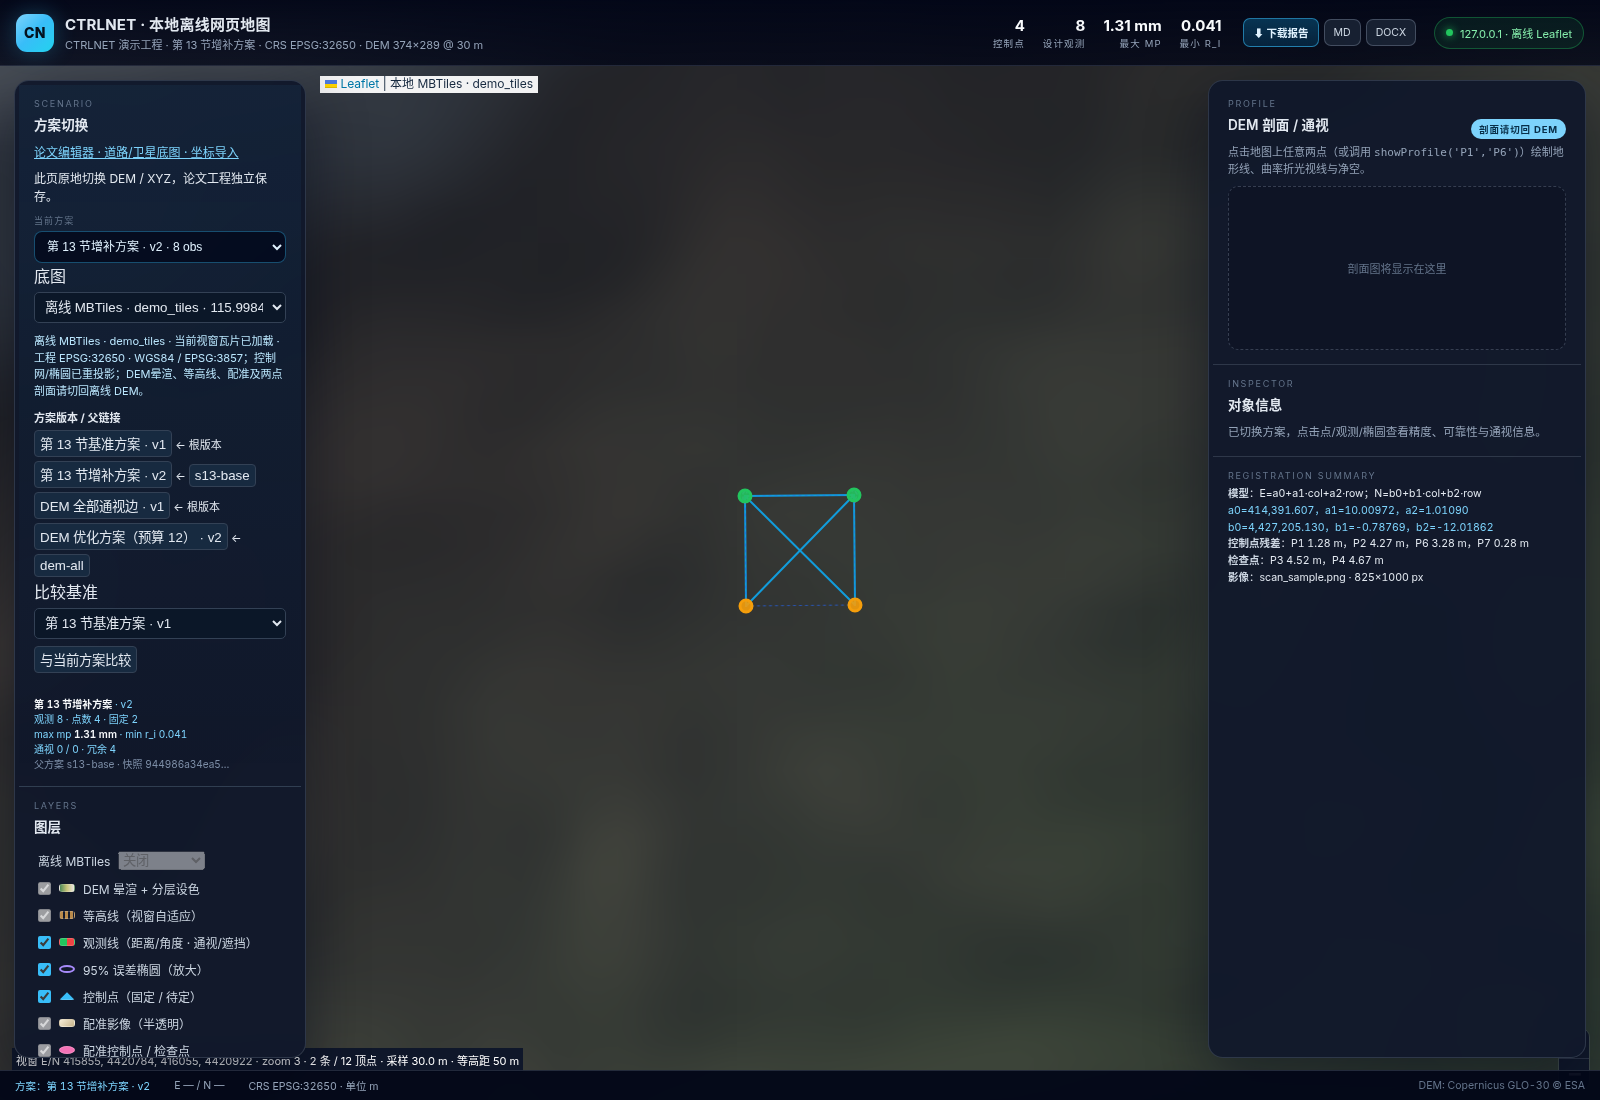 CN
CTRLNET · 本地离线网页地图
CTRLNET 演示工程 · 第 13 节增补方案 · CRS EPSG:32650 · DEM 374×289 @ 30 m
4
控制点
8
设计观测
1.31 mm
最大 MP
0.041
最小 R_I
⬇ 下载报告
MD
DOCX
127.0.0.1 · 离线 Leaflet
SCENARIO
方案切换
论文编辑器 · 道路/卫星底图 · 坐标导入
此页原地切换 DEM / XYZ，论文工程独立保
存。
当前方案
第 13 节增补方案 · v2 · 8 obs
底图
离线 MBTiles · demo_tiles · 115.9984
离线 MBTiles · demo_tiles · 当前视窗瓦片已加载 ·
工程 EPSG:32650 · WGS84 / EPSG:3857；控制
网/椭圆已重投影；DEM晕渲、等高线、配准及两点
剖面请切回离线 DEM。
方案版本 / 父链接
第 13 节基准方案 · v1 ← 根版本
第 13 节增补方案 · v2 ← s13-base
DEM 全部通视边 · v1 ← 根版本
DEM 优化方案（预算 12） · v2 ←
dem-all
比较基准
第 13 节基准方案 · v1
与当前方案比较
第 13 节增补方案 · v2
观测 8 · 点数 4 · 固定 2
max mp 1.31 mm · min r_i 0.041
通视 0 / 0 · 冗余 4
父方案 s13-base · 快照 944986a34ea5…
LAYERS
图层
离线 MBTiles 关闭
DEM 晕渲 + 分层设色
等高线（视窗自适应）
观测线（距离/角度 · 通视/遮挡）
95% 误差椭圆（放大）
控制点（固定 / 待定）
配准影像（半透明）
配准控制点 / 检查点
Leaflet | 本地 MBTiles · demo_tiles
PROFILE
DEM 剖面 / 通视
剖面请切回 DEM
点击地图上任意两点（或调用 showProfile('P1','P6')）绘制地
形线、曲率折光视线与净空。
剖面图将显示在这里
INSPECTOR
对象信息
已切换方案，点击点/观测/椭圆查看精度、可靠性与通视信息。
REGISTRATION SUMMARY
模型：E=a0+a1·col+a2·row；N=b0+b1·col+b2·row
a0=414,391.607，a1=10.00972，a2=1.01090
b0=4,427,205.130，b1=-0.78769，b2=-12.01862
控制点残差：P1 1.28 m，P2 4.27 m，P6 3.28 m，P7 0.28 m
检查点：P3 4.52 m，P4 4.67 m
影像：scan_sample.png · 825×1000 px
视窗 E/N 415855, 4420784, 416055, 4420922 · zoom 3 · 2 条 / 12 顶点 · 采样 30.0 m · 等高距 50 m
方案：第 13 节增补方案 · v2
E — / N —
CRS EPSG:32650 · 单位 m
DEM: Copernicus GLO-30 © ESA